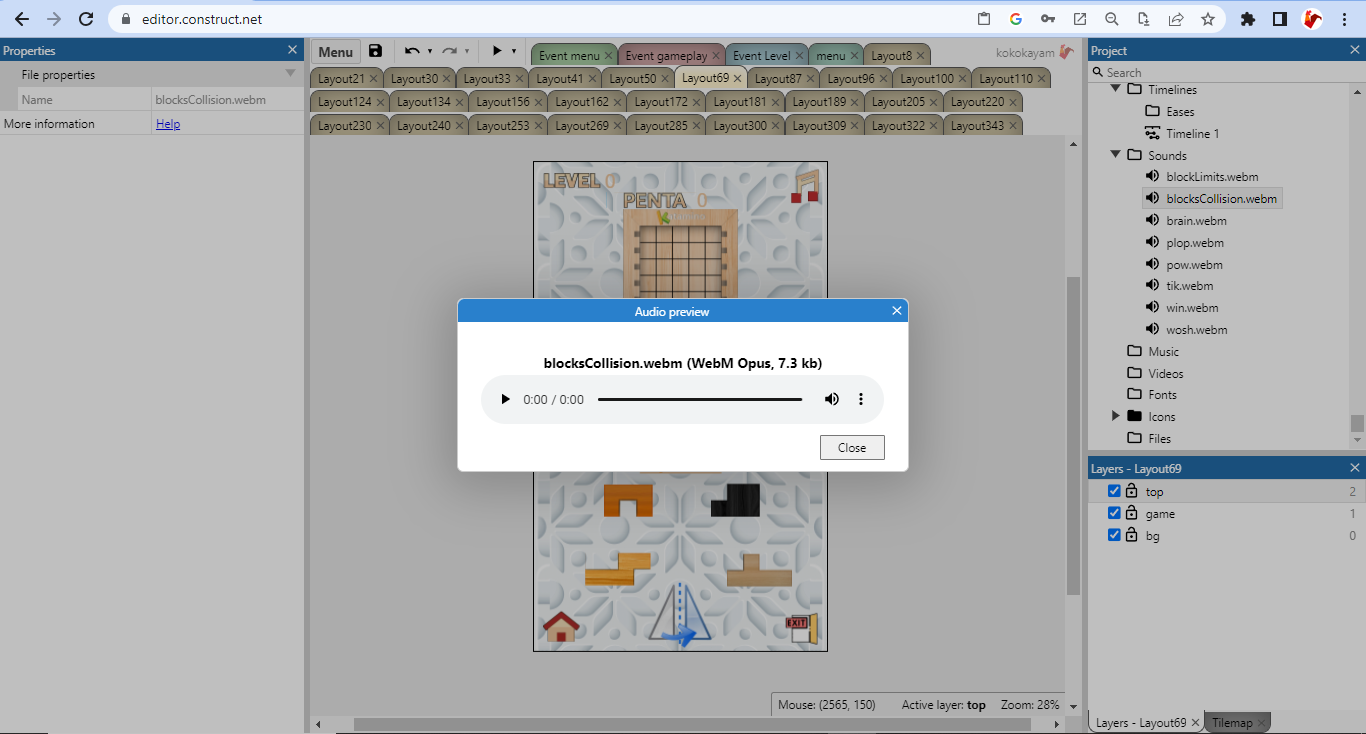 editor.construct.net
Properties
File properties
Name blocksCollision.webm
More information Help
Menu
Event menu Event gameplay Event Level menu Layout8
kokokayam
Layout21 Layout30 Layout33 Layout41 Layout50 Layout69 Layout87 Layout96 Layout100 Layout110
Layout124 Layout134 Layout156 Layout162 Layout172 Layout181 Layout189 Layout205 Layout220
Layout230 Layout240 Layout253 Layout269 Layout285 Layout300 Layout309 Layout322 Layout343
LEVEL 0
PENTA 0
Audio preview
blocksCollision.webm (WebM Opus, 7.3 kb)
0:00 / 0:00
Close
EXIT
Mouse: (2565, 150) Active layer: top Zoom: 28%
Project
Search
Timelines
Eases
Timeline 1
Sounds
blockLimits.webm
blocksCollision.webm
brain.webm
plop.webm
pow.webm
tik.webm
win.webm
wosh.webm
Music
Videos
Fonts
Icons
Files
Layers - Layout69
top 2
game 1
bg 0
Layers - Layout69 Tilemap